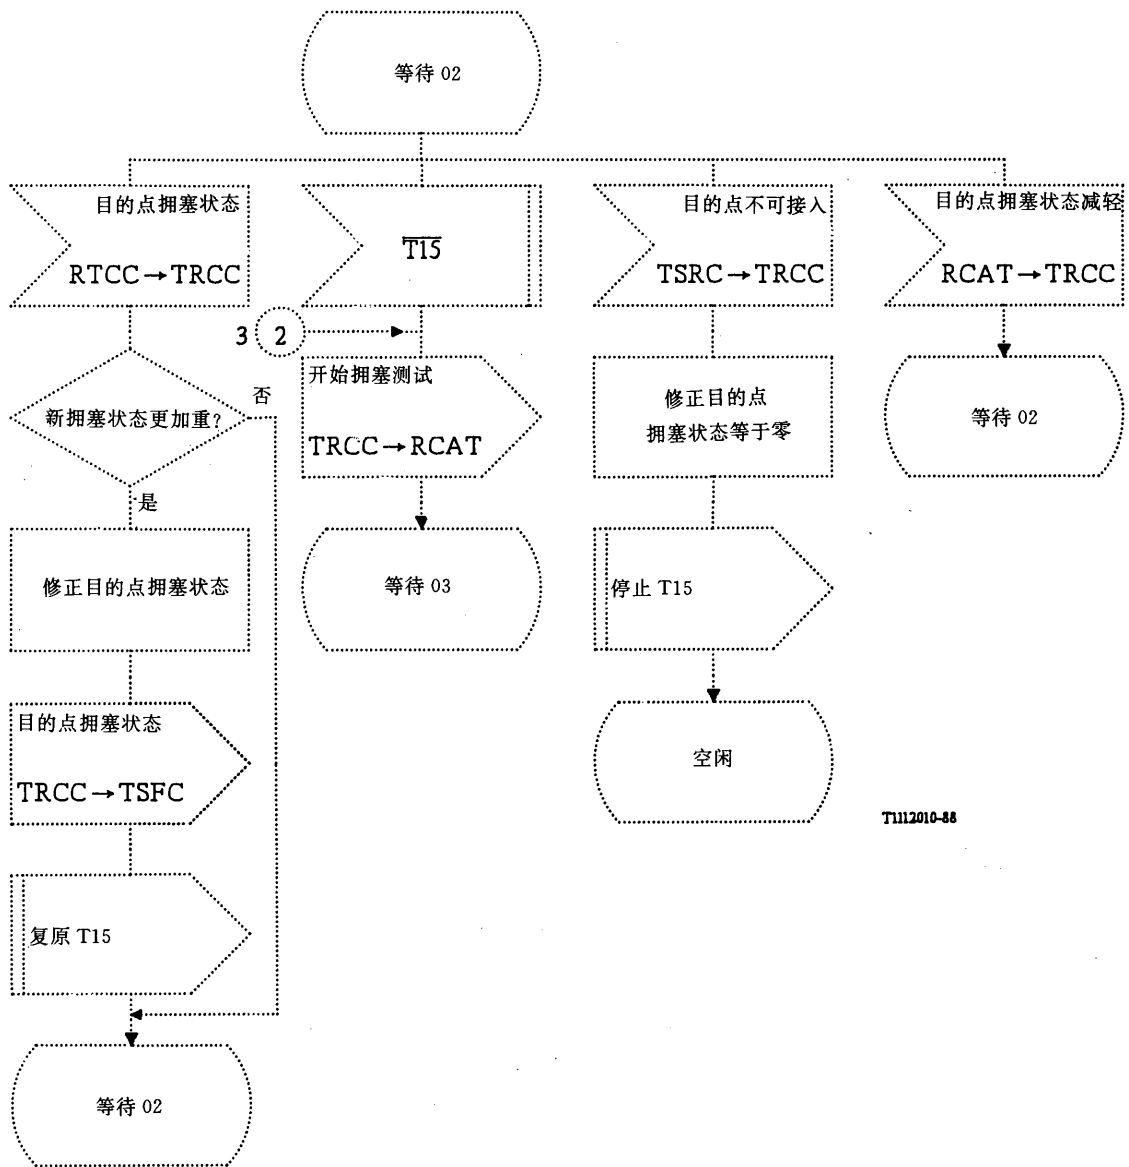 等待 02
目的点拥塞状态
RTCC→TRCC
T15
目的点不可接入
TSRC→TRCC
目的点拥塞状态减轻
RCAT→TRCC
3
2
新拥塞状态更加重?
否
是
开始拥塞测试
TRCC→RCAT
修正目的点
拥塞状态等于零
等待 02
修正目的点拥塞状态
等待 03
停止 T15
目的点拥塞状态
TRCC→TSFC
空闲
T1112010-88
复原 T15
等待 02